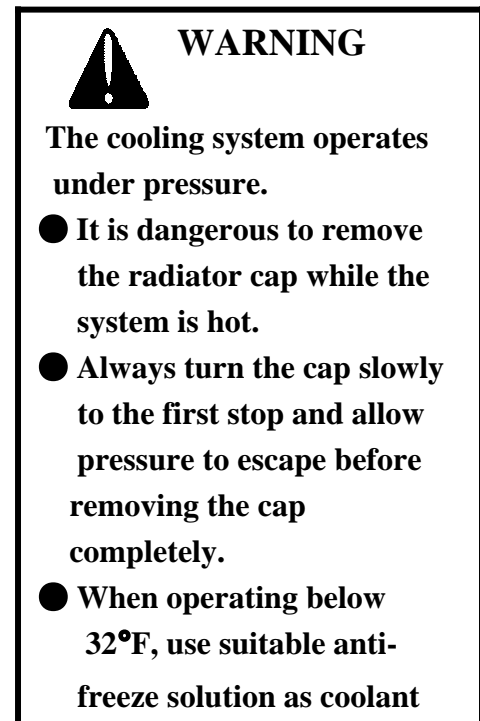 WARNING
The cooling system operates
under pressure.
● It is dangerous to remove
the radiator cap while the
system is hot.
● Always turn the cap slowly
to the first stop and allow
pressure to escape before
removing the cap
completely.
● When operating below
32°F, use suitable anti-
freeze solution as coolant